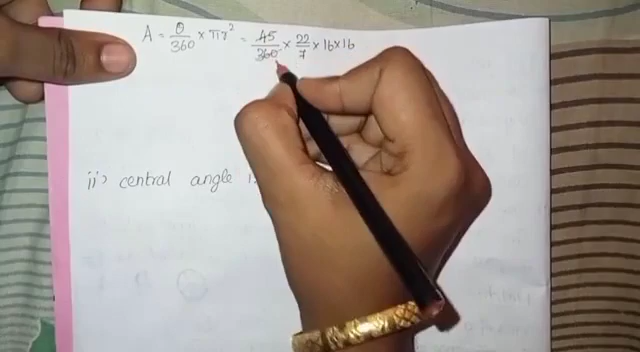 A = θ/360 × πr² = 45/360 × 22/7 × 16×16
ii) central angle